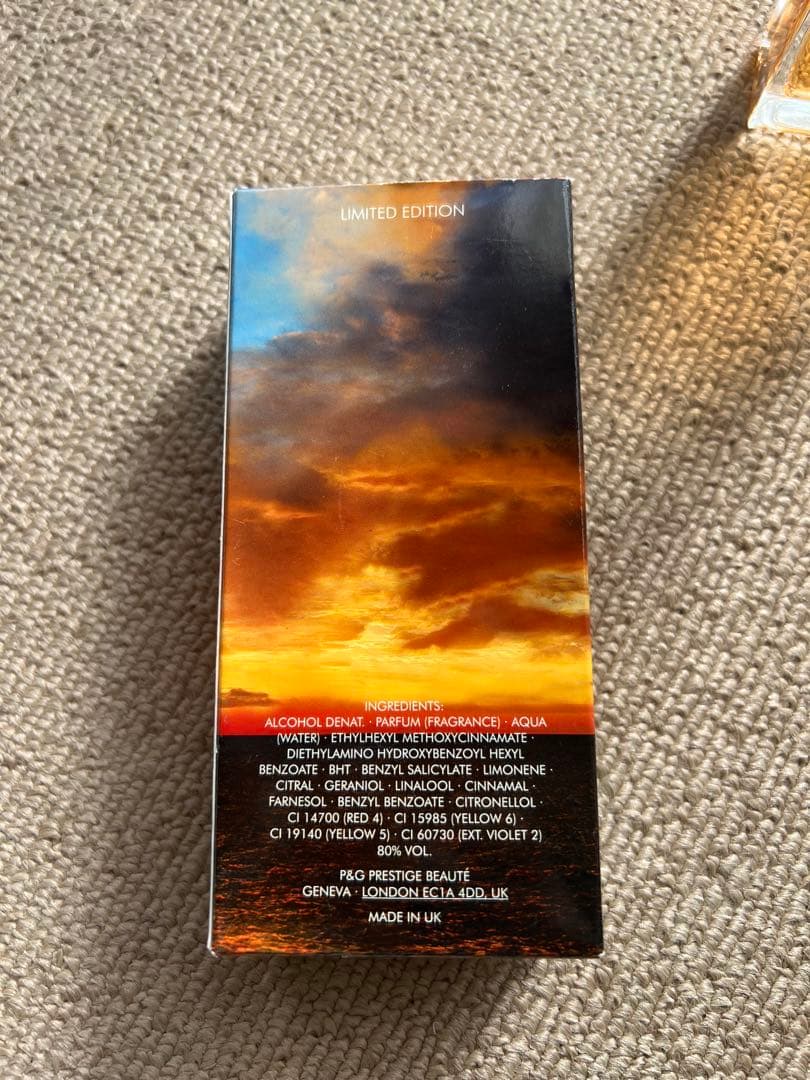 LIMITED EDITION
INGREDIENTS:
ALCOHOL DENAT. · PARFUM (FRAGRANCE) · AQUA
(WATER) · ETHYLHEXYL METHOXYCINNAMATE ·
DIETHYLAMINO HYDROXYBENZOYL HEXYL
BENZOATE · BHT · BENZYL SALICYLATE · LIMONENE ·
CITRAL · GERANIOL · LINALOOL · CINNAMAL ·
FARNESOL · BENZYL BENZOATE · CITRONELLOL ·
CI 14700 (RED 4) · CI 15985 (YELLOW 6) ·
CI 19140 (YELLOW 5) · CI 60730 (EXT. VIOLET 2)
80% VOL.
P&G PRESTIGE BEAUTÉ
GENEVA · LONDON EC1A 4DD, UK
MADE IN UK